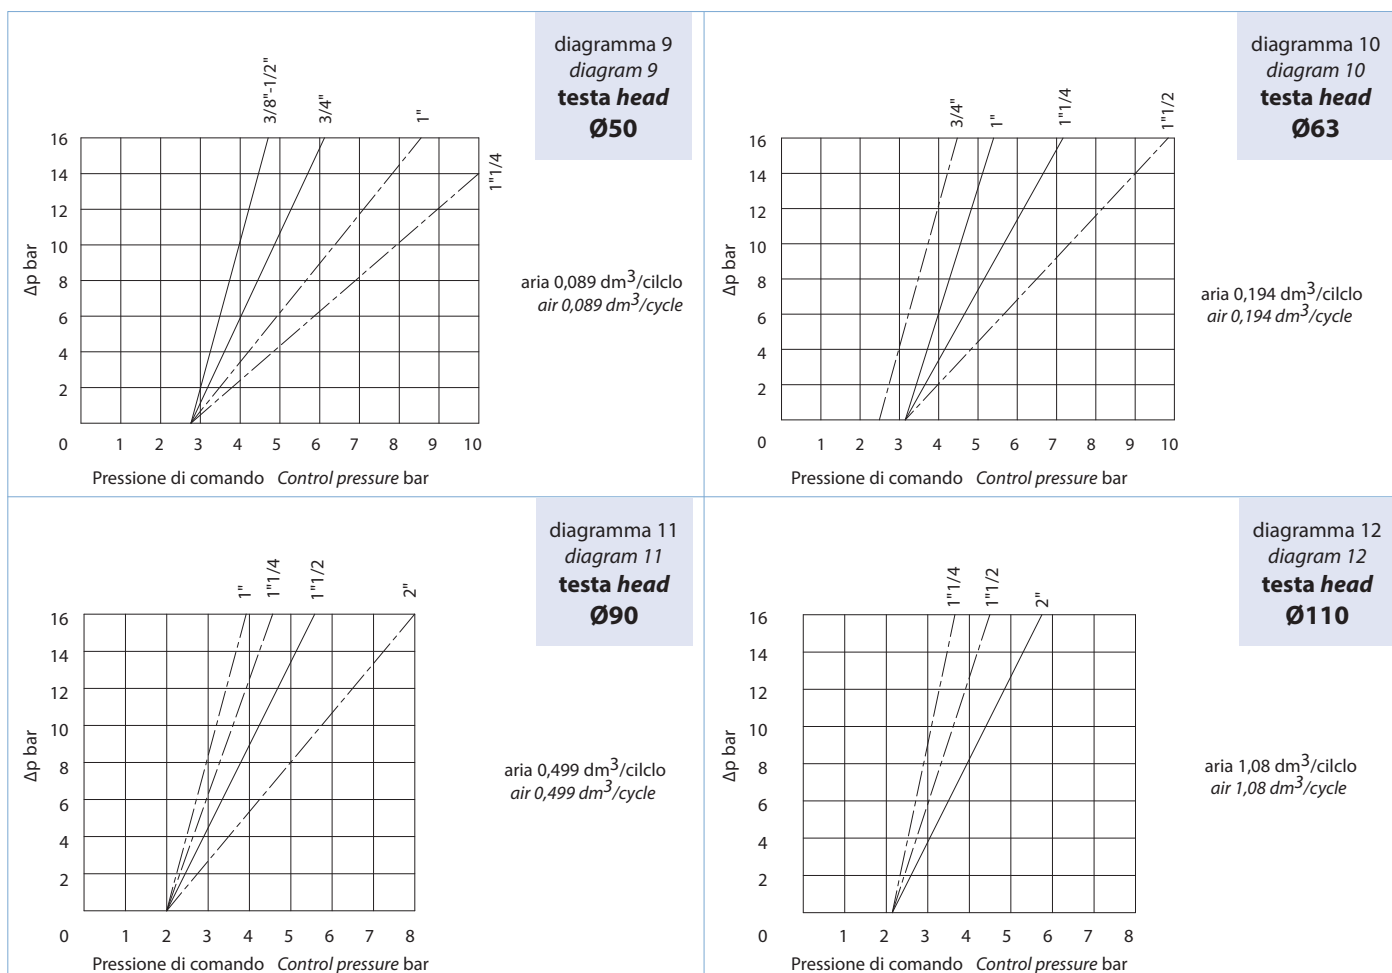 diagramma 9
diagram 9
testa head
Ø50
3/8"-1/2"
3/4"
1"
1"1/4
16
14
12
10
8
6
4
2
0 1 2 3 4 5 6 7 8 9 10
Δp bar
Pressione di comando Control pressure bar
aria 0,089 dm³/cilclo
air 0,089 dm³/cycle
diagramma 10
diagram 10
testa head
Ø63
3/4"
1"
1"1/4
1"1/2
16
14
12
10
8
6
4
2
0 1 2 3 4 5 6 7 8 9 10
Δp bar
Pressione di comando Control pressure bar
aria 0,194 dm³/cilclo
air 0,194 dm³/cycle
diagramma 11
diagram 11
testa head
Ø90
1"
1"1/4
1"1/2
2"
16
14
12
10
8
6
4
2
0 1 2 3 4 5 6 7 8
Δp bar
Pressione di comando Control pressure bar
aria 0,499 dm³/cilclo
air 0,499 dm³/cycle
diagramma 12
diagram 12
testa head
Ø110
1"1/4
1"1/2
2"
16
14
12
10
8
6
4
2
0 1 2 3 4 5 6 7 8
Δp bar
Pressione di comando Control pressure bar
aria 1,08 dm³/cilclo
air 1,08 dm³/cycle